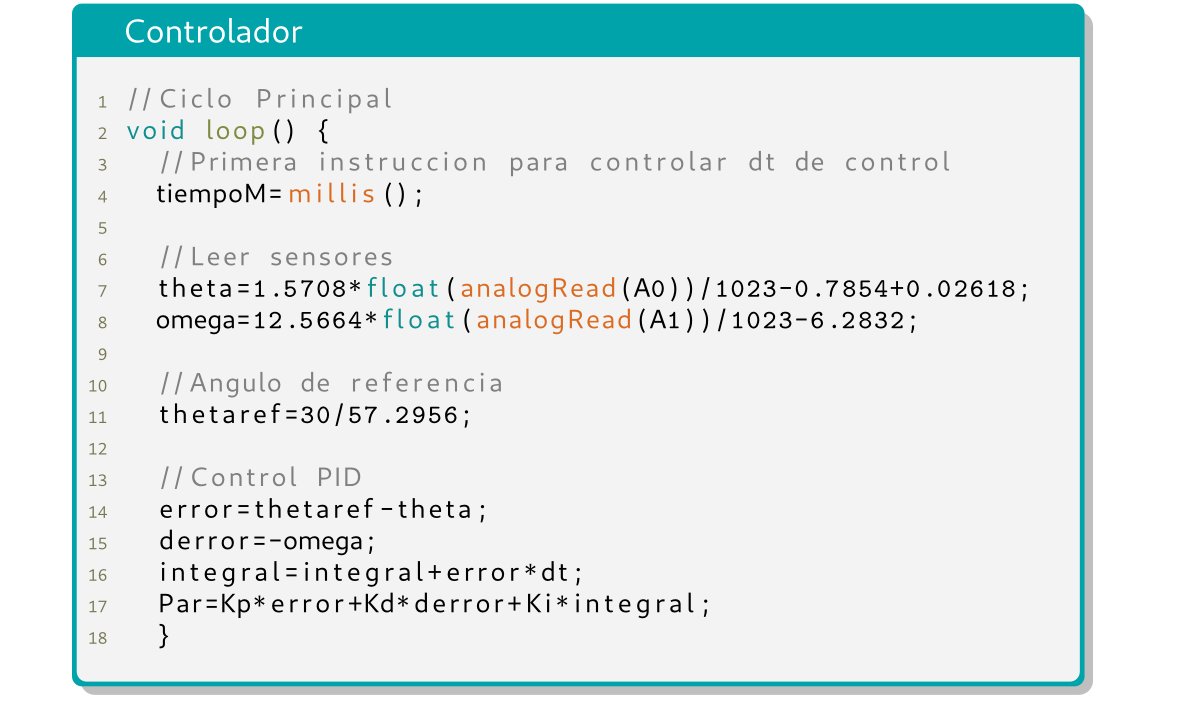 Controlador
1 //Ciclo Principal
2 void loop() {
3 //Primera instruccion para controlar dt de control
4 tiempoM=millis();
5
6 //Leer sensores
7 theta=1.5708*float(analogRead(A0))/1023-0.7854+0.02618;
8 omega=12.5664*float(analogRead(A1))/1023-6.2832;
9
10 //Angulo de referencia
11 thetaref=30/57.2956;
12
13 //Control PID
14 error=thetaref-theta;
15 derror=-omega;
16 integral=integral+error*dt;
17 Par=Kp*error+Kd*derror+Ki*integral;
18 }